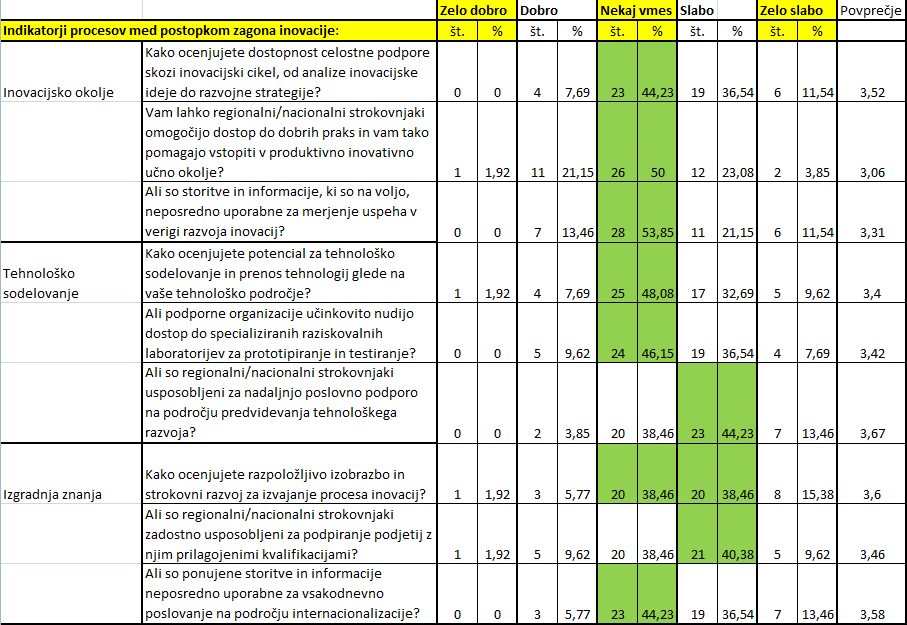 Zelo dobro Dobro Nekaj vmes Slabo Zelo slabo Povprečje
Indikatorji procesov med postopkom zagona inovacije: št. % št. % št. % št. % št. %
Kako ocenjujete dostopnost celostne podpore
skozi inovacijski cikel, od analize inovacijske
Inovacijsko okolje ideje do razvojne strategije? 0 0 4 7,69 23 44,23 19 36,54 6 11,54 3,52
Vam lahko regionalni/nacionalni strokovnjaki
omogočijo dostop do dobrih praks in vam tako
pomagajo vstopiti v produktivno inovativno
učno okolje? 1 1,92 11 21,15 26 50 12 23,08 2 3,85 3,06
Ali so storitve in informacije, ki so na voljo,
neposredno uporabne za merjenje uspeha v
verigi razvoja inovacij? 0 0 7 13,46 28 53,85 11 21,15 6 11,54 3,31
Kako ocenjujete potencial za tehnološko
Tehnološko sodelovanje in prenos tehnologij glede na
sodelovanje vaše tehnološko področje? 1 1,92 4 7,69 25 48,08 17 32,69 5 9,62 3,4
Ali podporne organizacije učinkovito nudijo
dostop do specializiranih raziskovalnih
laboratorijev za prototipiranje in testiranje? 0 0 5 9,62 24 46,15 19 36,54 4 7,69 3,42
Ali so regionalni/nacionalni strokovnjaki
usposobljeni za nadaljnjo poslovno podporo
na področju predvidevanja tehnološkega
razvoja? 0 0 2 3,85 20 38,46 23 44,23 7 13,46 3,67
Kako ocenjujete razpoložljivo izobrazbo in
Izgradnja znanja strokovni razvoj za izvajanje procesa inovacij? 1 1,92 3 5,77 20 38,46 20 38,46 8 15,38 3,6
Ali so regionalni/nacionalni strokovnjaki
zadostno usposobljeni za podpiranje podjetij z
njim prilagojenimi kvalifikacijami? 1 1,92 5 9,62 20 38,46 21 40,38 5 9,62 3,46
Ali so ponujene storitve in informacije
neposredno uporabne za vsakodnevno
poslovanje na področju internacionalizacije? 0 0 3 5,77 23 44,23 19 36,54 7 13,46 3,58